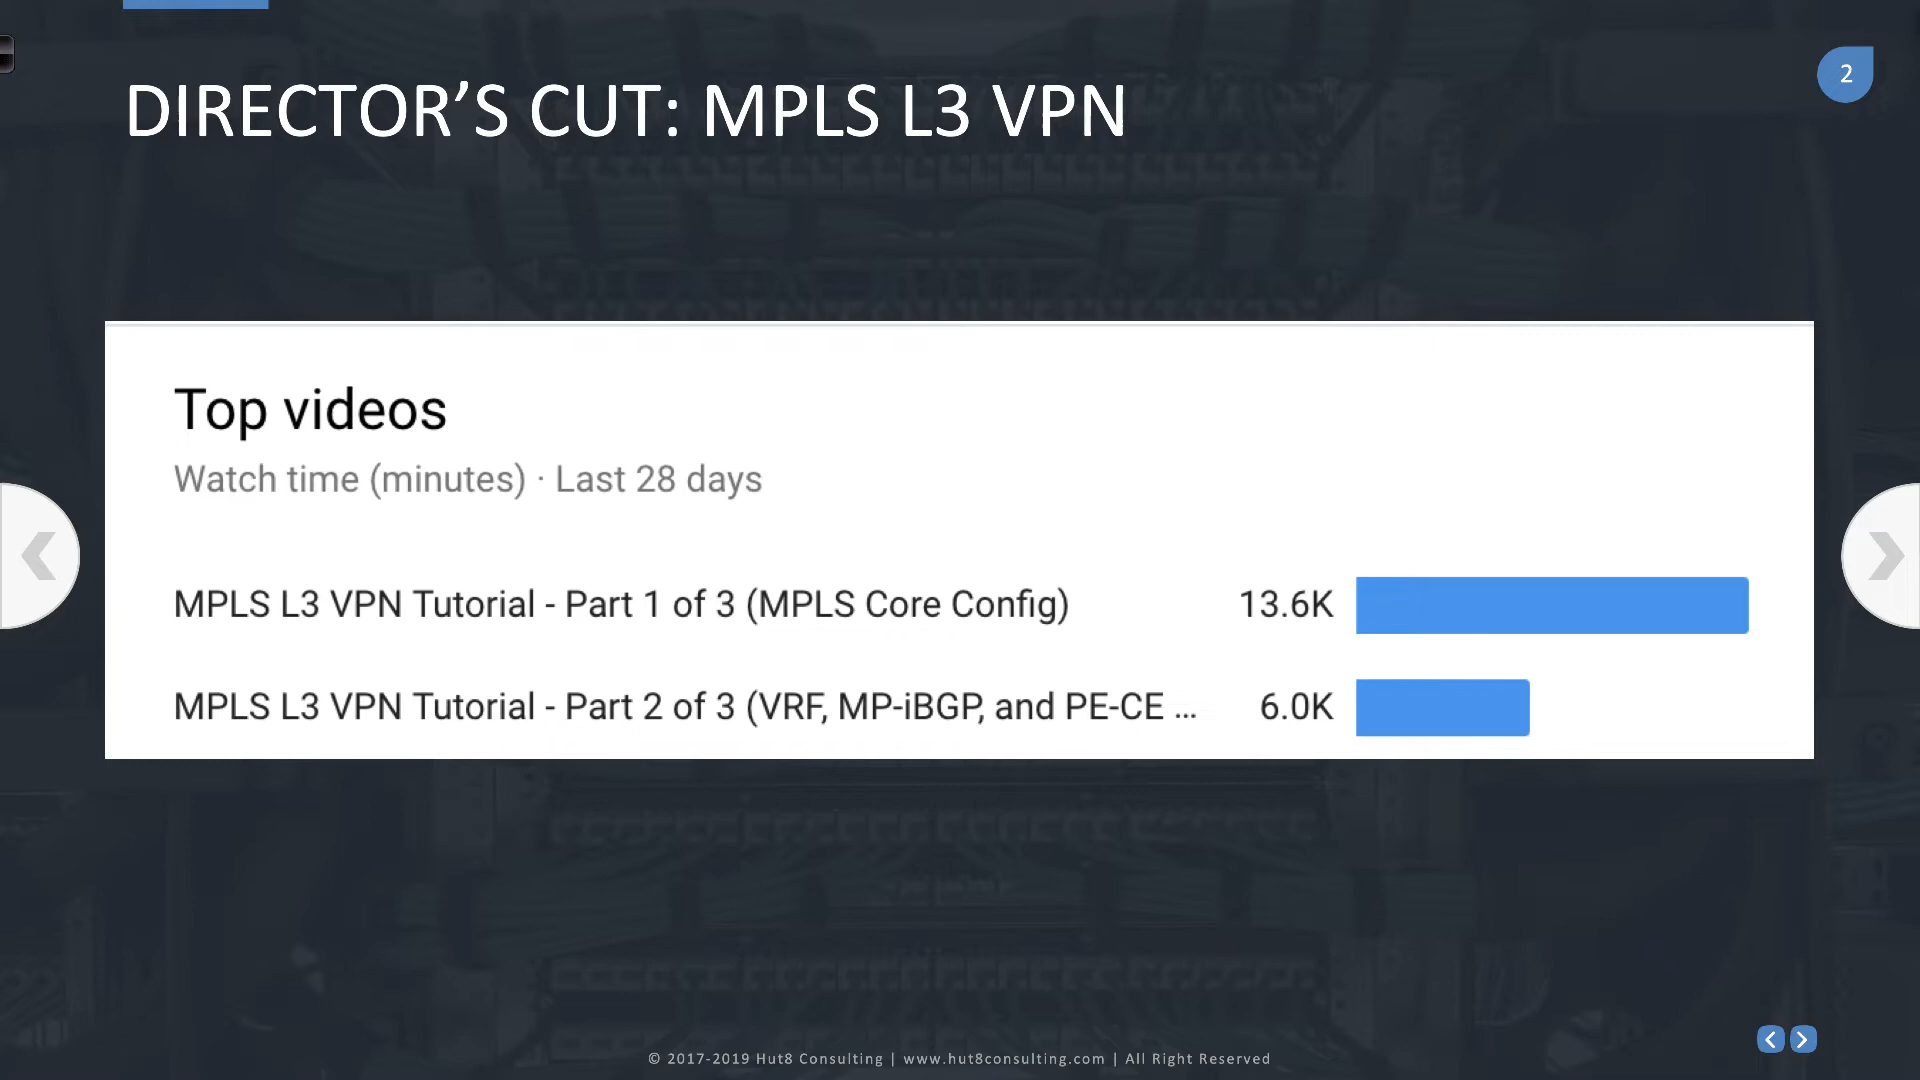 DIRECTOR’S CUT: MPLS L3 VPN
2
Top videos
Watch time (minutes) · Last 28 days
MPLS L3 VPN Tutorial - Part 1 of 3 (MPLS Core Config) 13.6K
MPLS L3 VPN Tutorial - Part 2 of 3 (VRF, MP-iBGP, and PE-CE ... 6.0K
© 2017-2019 Hut8 Consulting | www.hut8consulting.com | All Right Reserved